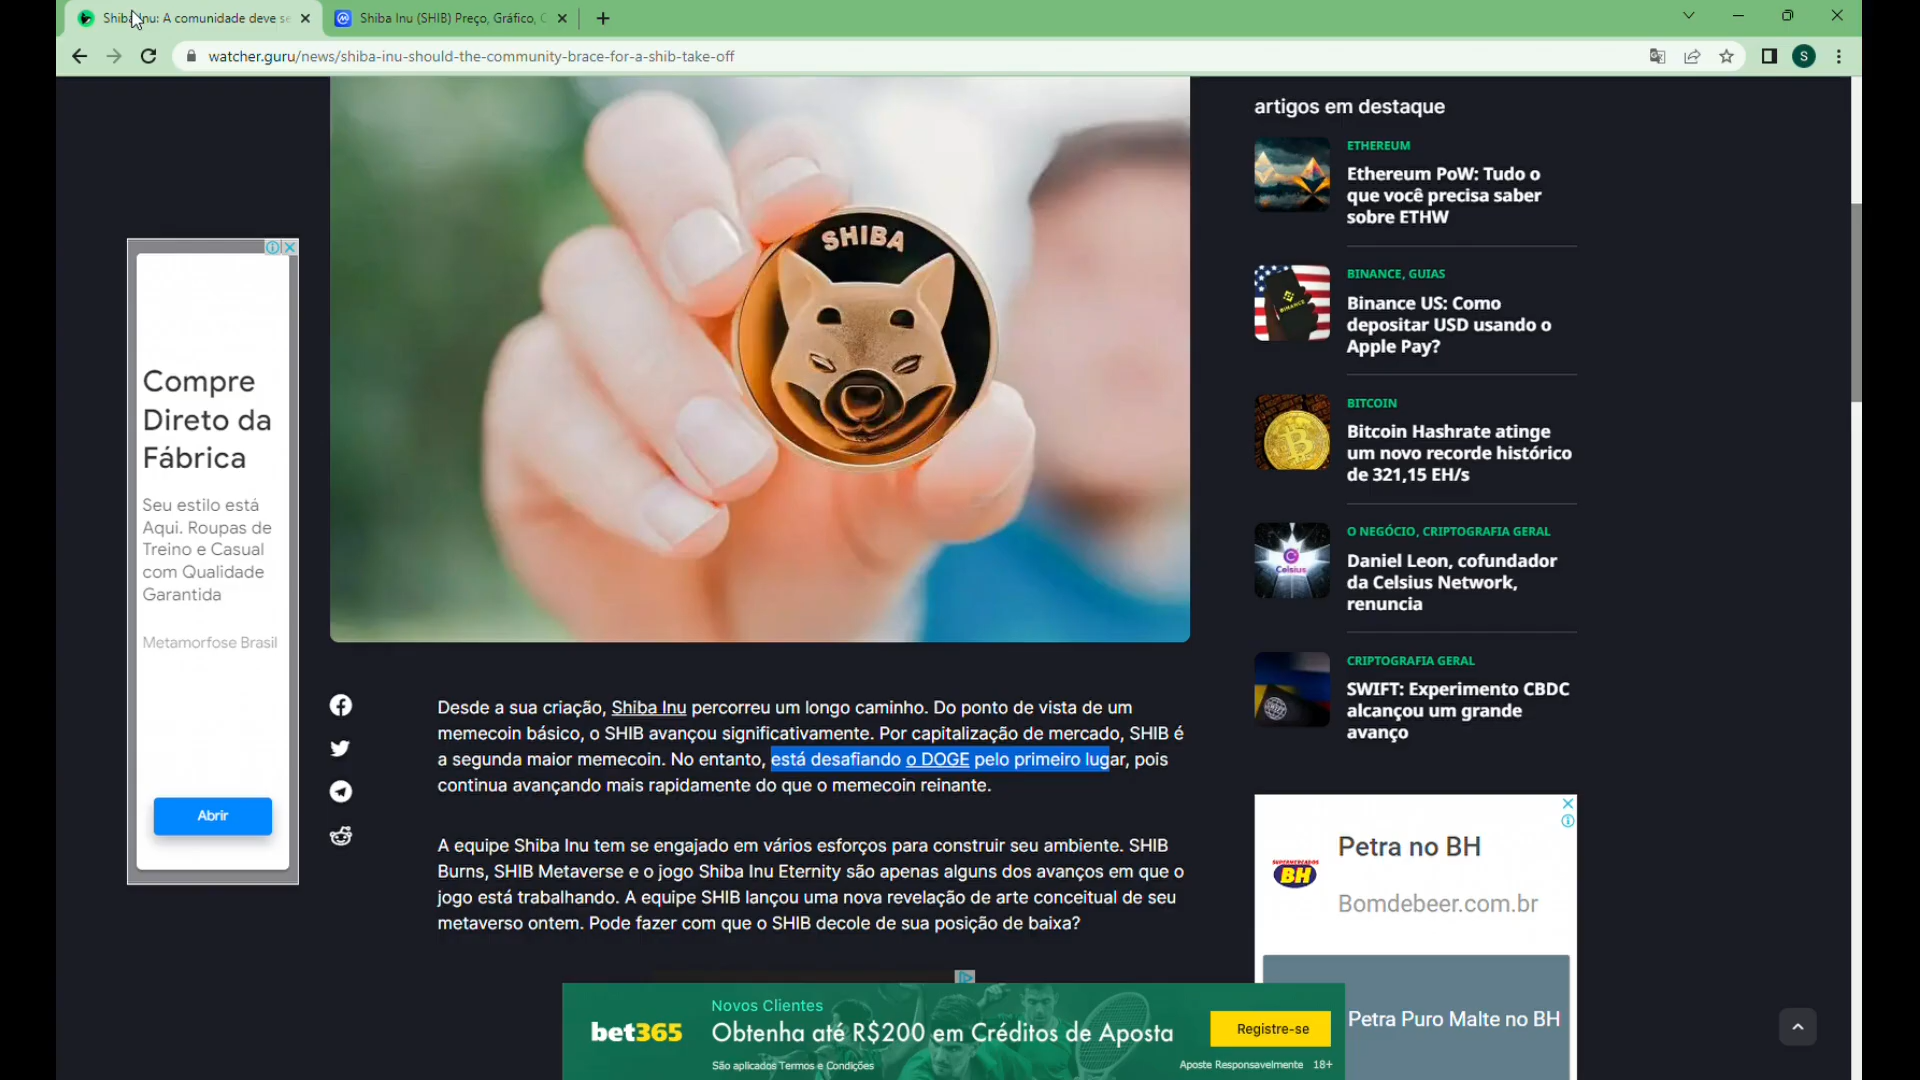 Shiba Inu: A comunidade deve se
Shiba Inu (SHIB) Preço, Gráfico,
watcher.guru/news/shiba-inu-should-the-community-brace-for-a-shib-take-off
S
SHIBA
Compre
Direto da
Fábrica
Seu estilo está
Aqui. Roupas de
Treino e Casual
com Qualidade
Garantida
Metamorfose Brasil
Abrir
Desde a sua criação, Shiba Inu percorreu um longo caminho. Do ponto de vista de um
memecoin básico, o SHIB avançou significativamente. Por capitalização de mercado, SHIB é
a segunda maior memecoin. No entanto, está desafiando o DOGE pelo primeiro lugar, pois
continua avançando mais rapidamente do que o memecoin reinante.
A equipe Shiba Inu tem se engajado em vários esforços para construir seu ambiente. SHIB
Burns, SHIB Metaverse e o jogo Shiba Inu Eternity são apenas alguns dos avanços em que o
jogo está trabalhando. A equipe SHIB lançou uma nova revelação de arte conceitual de seu
metaverso ontem. Pode fazer com que o SHIB decole de sua posição de baixa?
artigos em destaque
ETHEREUM
Ethereum PoW: Tudo o
que você precisa saber
sobre ETHW
BINANCE
BINANCE, GUIAS
Binance US: Como
depositar USD usando o
Apple Pay?
BITCOIN
Bitcoin Hashrate atinge
um novo recorde histórico
de 321,15 EH/s
Celsius
O NEGÓCIO, CRIPTOGRAFIA GERAL
Daniel Leon, cofundador
da Celsius Network,
renuncia
CRIPTOGRAFIA GERAL
SWIFT: Experimento CBDC
alcançou um grande
avanço
SUPERMERCADOS
BH
Petra no BH
Bomdebeer.com.br
Petra Puro Malte no BH
bet365
Novos Clientes
Obtenha até R$200 em Créditos de Aposta
São aplicados Termos e Condições
Registre-se
Aposte Responsavelmente 18+